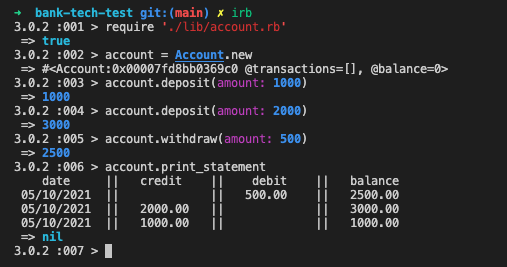 ➜  bank-tech-test git:(main) ✗ irb
3.0.2 :001 > require './lib/account.rb'
 => true
3.0.2 :002 > account = Account.new
 => #<Account:0x00007fd8bb0369c0 @transactions=[], @balance=0>
3.0.2 :003 > account.deposit(amount: 1000)
 => 1000
3.0.2 :004 > account.deposit(amount: 2000)
 => 3000
3.0.2 :005 > account.withdraw(amount: 500)
 => 2500
3.0.2 :006 > account.print_statement
    date     ||   credit    ||    debit    ||   balance
 05/10/2021  ||             ||   500.00    ||   2500.00
05/10/2021   ||   2000.00   ||             ||   3000.00
05/10/2021   ||   1000.00   ||             ||   1000.00
 => nil
3.0.2 :007 >